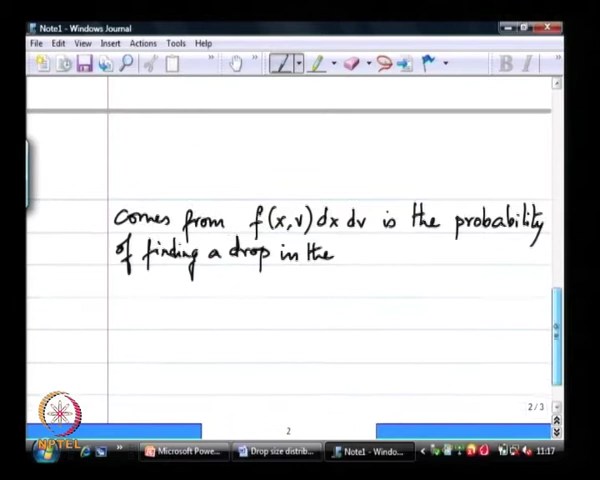 Note1 - Windows Journal
File Edit View Insert Actions Tools Help
B I
comes from f(x,v) dx dv is the probability
of finding a drop in the
2 / 3
2
NPTEL
Microsoft Powe... Drop size distrib... Note1 - Windo... 11:17